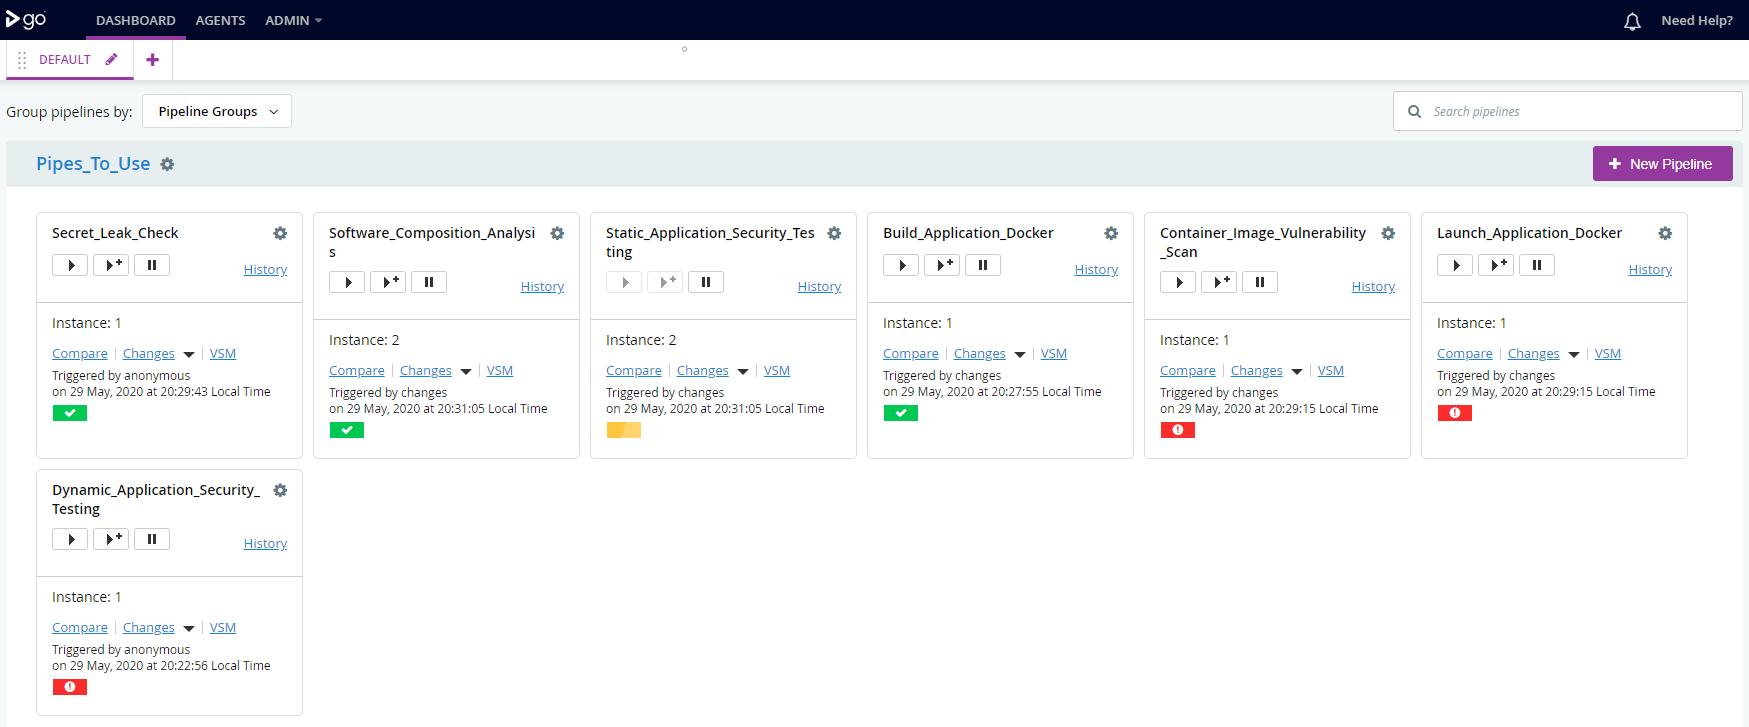 go
DASHBOARD AGENTS ADMIN Need Help?
DEFAULT
Group pipelines by: Pipeline Groups Search pipelines
Pipes_To_Use New Pipeline
Secret_Leak_Check
History
Instance: 1
Compare Changes VSM
Triggered by anonymous
on 29 May, 2020 at 20:29:43 Local Time
Software_Composition_Analysi
s
History
Instance: 2
Compare Changes VSM
Triggered by changes
on 29 May, 2020 at 20:31:05 Local Time
Static_Application_Security_Tes
ting
History
Instance: 2
Compare Changes VSM
Triggered by changes
on 29 May, 2020 at 20:31:05 Local Time
Build_Application_Docker
History
Instance: 1
Compare Changes VSM
Triggered by changes
on 29 May, 2020 at 20:27:55 Local Time
Container_Image_Vulnerability
_Scan
History
Instance: 1
Compare Changes VSM
Triggered by changes
on 29 May, 2020 at 20:29:15 Local Time
Launch_Application_Docker
History
Instance: 1
Compare Changes VSM
Triggered by changes
on 29 May, 2020 at 20:29:15 Local Time
Dynamic_Application_Security_
Testing
History
Instance: 1
Compare Changes VSM
Triggered by anonymous
on 29 May, 2020 at 20:22:56 Local Time